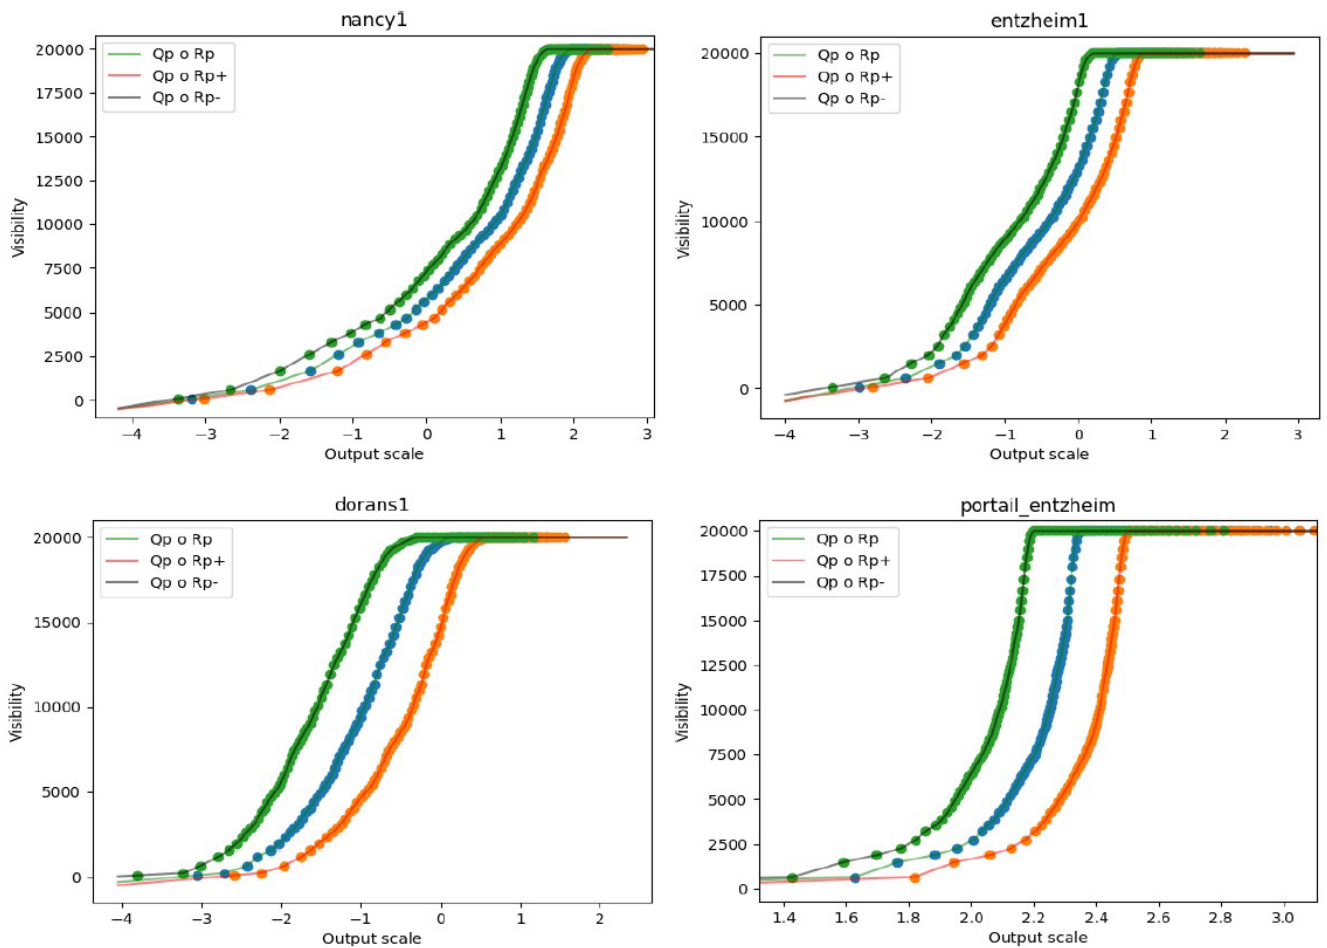 nancy1
20000
17500
15000
12500
10000
7500
5000
2500
0
Visibility
Qp o Rp
Qp o Rp+
Qp o Rp-
−4 −3 −2 −1 0 1 2 3
Output scale
entzheim1
20000
15000
10000
5000
0
Visibility
Qp o Rp
Qp o Rp+
Qp o Rp-
−4 −3 −2 −1 0 1 2 3
Output scale
dorans1
20000
15000
10000
5000
0
Visibility
Qp o Rp
Qp o Rp+
Qp o Rp-
−4 −3 −2 −1 0 1 2
Output scale
portail_entzheim
20000
17500
15000
12500
10000
7500
5000
2500
0
Visibility
Qp o Rp
Qp o Rp+
Qp o Rp-
1.4 1.6 1.8 2.0 2.2 2.4 2.6 2.8 3.0
Output scale